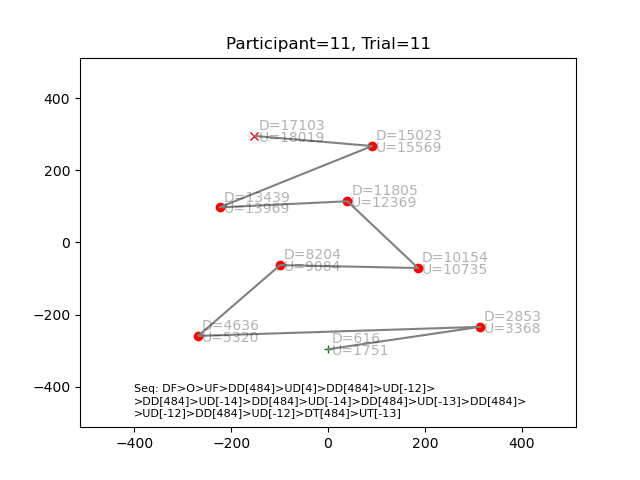 Participant=11, Trial=11
400
200
0
−200
−400
D=17103
U=18019
D=15023
U=15569
D=13439
U=13969
D=11805
U=12369
D=8204
U=9084
D=10154
U=10735
D=4636
U=5320
D=2853
U=3368
D=616
U=1751
Seq: DF>O>UF>DD[484]>UD[4]>DD[484]>UD[-12]>
>DD[484]>UD[-14]>DD[484]>UD[-14]>DD[484]>UD[-13]>DD[484]>
>UD[-12]>DD[484]>UD[-12]>DT[484]>UT[-13]
−400
−200
0
200
400